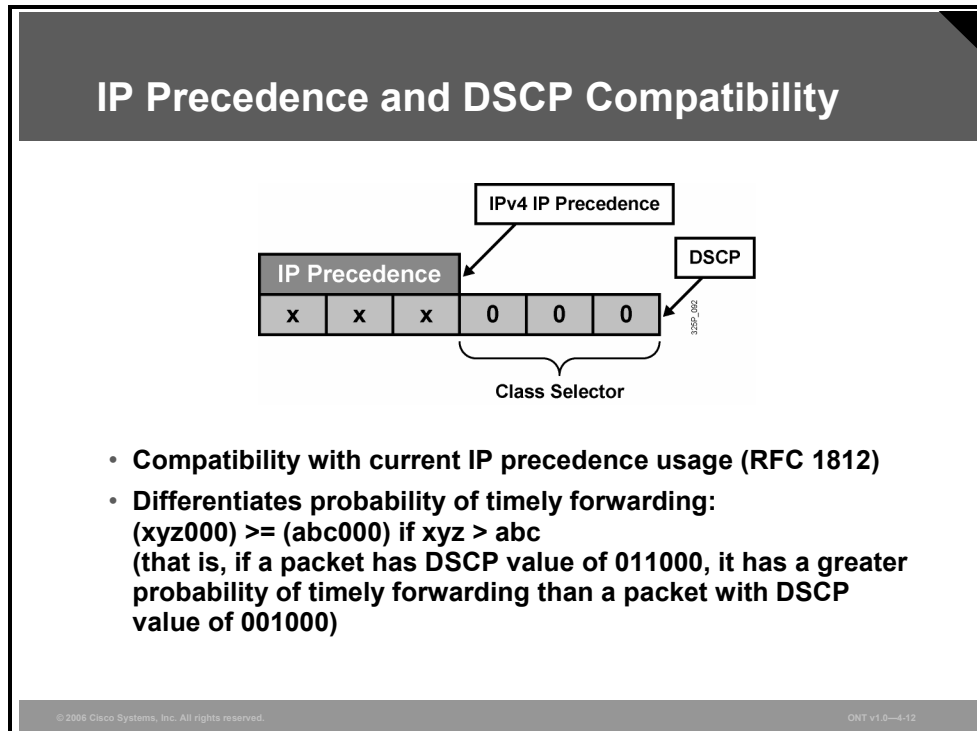 IP Precedence and DSCP Compatibility
IPv4 IP Precedence
DSCP
IP Precedence
x x x 0 0 0
325P_092
Class Selector
• Compatibility with current IP precedence usage (RFC 1812)
• Differentiates probability of timely forwarding:
(xyz000) >= (abc000) if xyz > abc
(that is, if a packet has DSCP value of 011000, it has a greater
probability of timely forwarding than a packet with DSCP
value of 001000)
© 2006 Cisco Systems, Inc. All rights reserved.
ONT v1.0—4-12